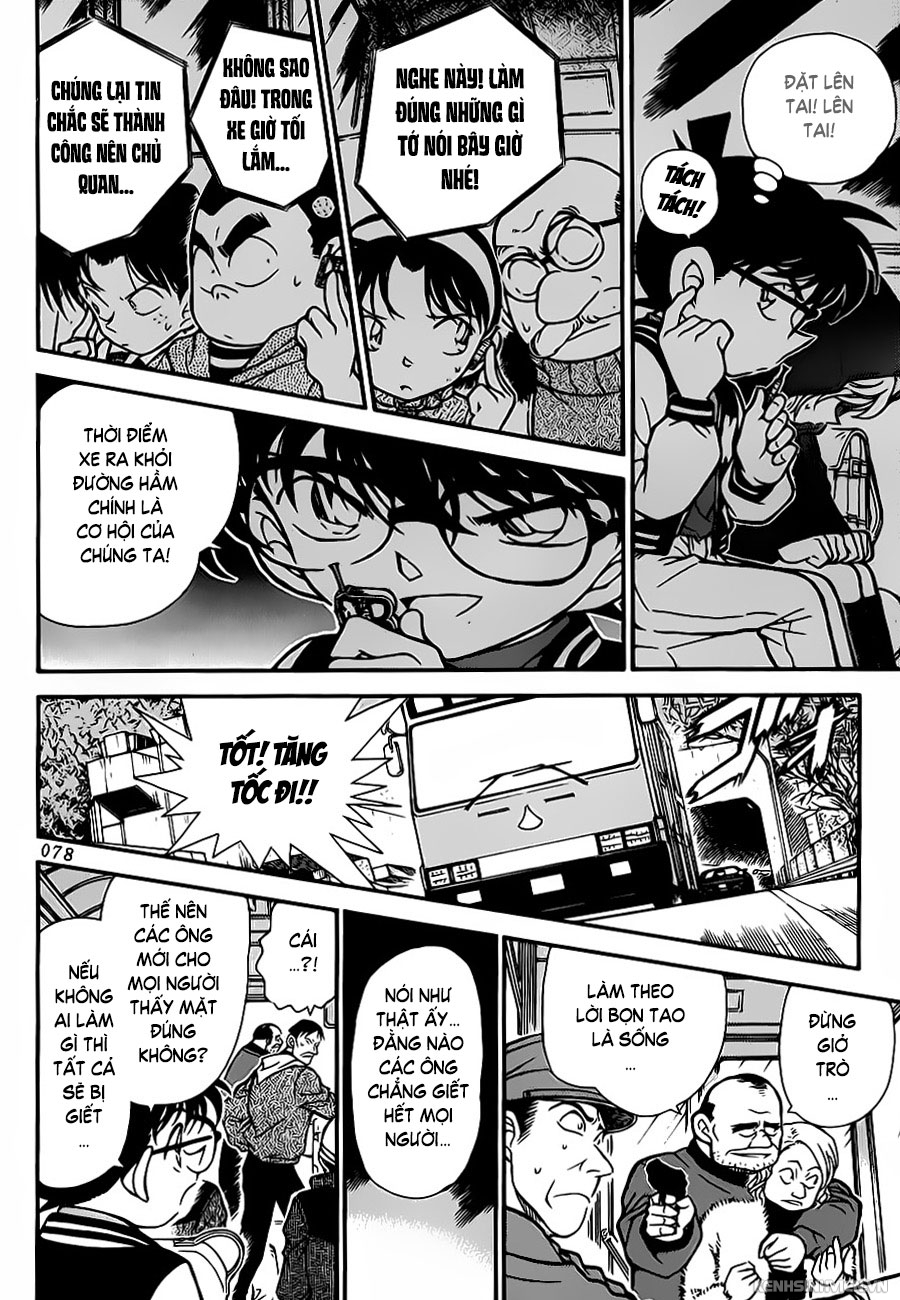 ĐẶT LÊN
TAI! LÊN
TAI!
TÁCH
TÁCH!
NGHE NÀY! LÀM
ĐÚNG NHỮNG GÌ
TỚ NÓI BÂY GIỜ
NHÉ!
KHÔNG SAO
ĐÂU! TRONG
XE GIỜ TỐI
LẮM...
CHÚNG LẠI TIN
CHẮC SẼ THÀNH
CÔNG NÊN CHỦ
QUAN...
THỜI ĐIỂM
XE RA KHỎI
ĐƯỜNG HẦM
CHÍNH LÀ
CƠ HỘI CỦA
CHÚNG TA!
TỐT! TĂNG
TỐC ĐI!!
078
ĐỪNG
GIỞ
TRÒ
LÀM THEO
LỜI BỌN TAO
LÀ SỐNG
...
NÓI NHƯ
THẬT ẤY...
ĐẰNG NÀO
CÁC ÔNG
CHẲNG GIẾT
HẾT MỌI
NGƯỜI...
CÁI
...?!
THẾ NÊN
CÁC ÔNG
MỚI CHO
MỌI NGƯỜI
THẤY MẶT
ĐÚNG
KHÔNG?
NẾU
KHÔNG
AI LÀM
GÌ THÌ
TẤT CẢ
SẼ BỊ
GIẾT
...